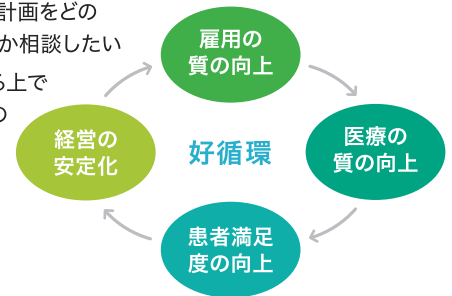 計画をどの
か相談したい
る上で
の
雇用の
質の向上
医療の
質の向上
患者満足
度の向上
経営の
安定化
好循環